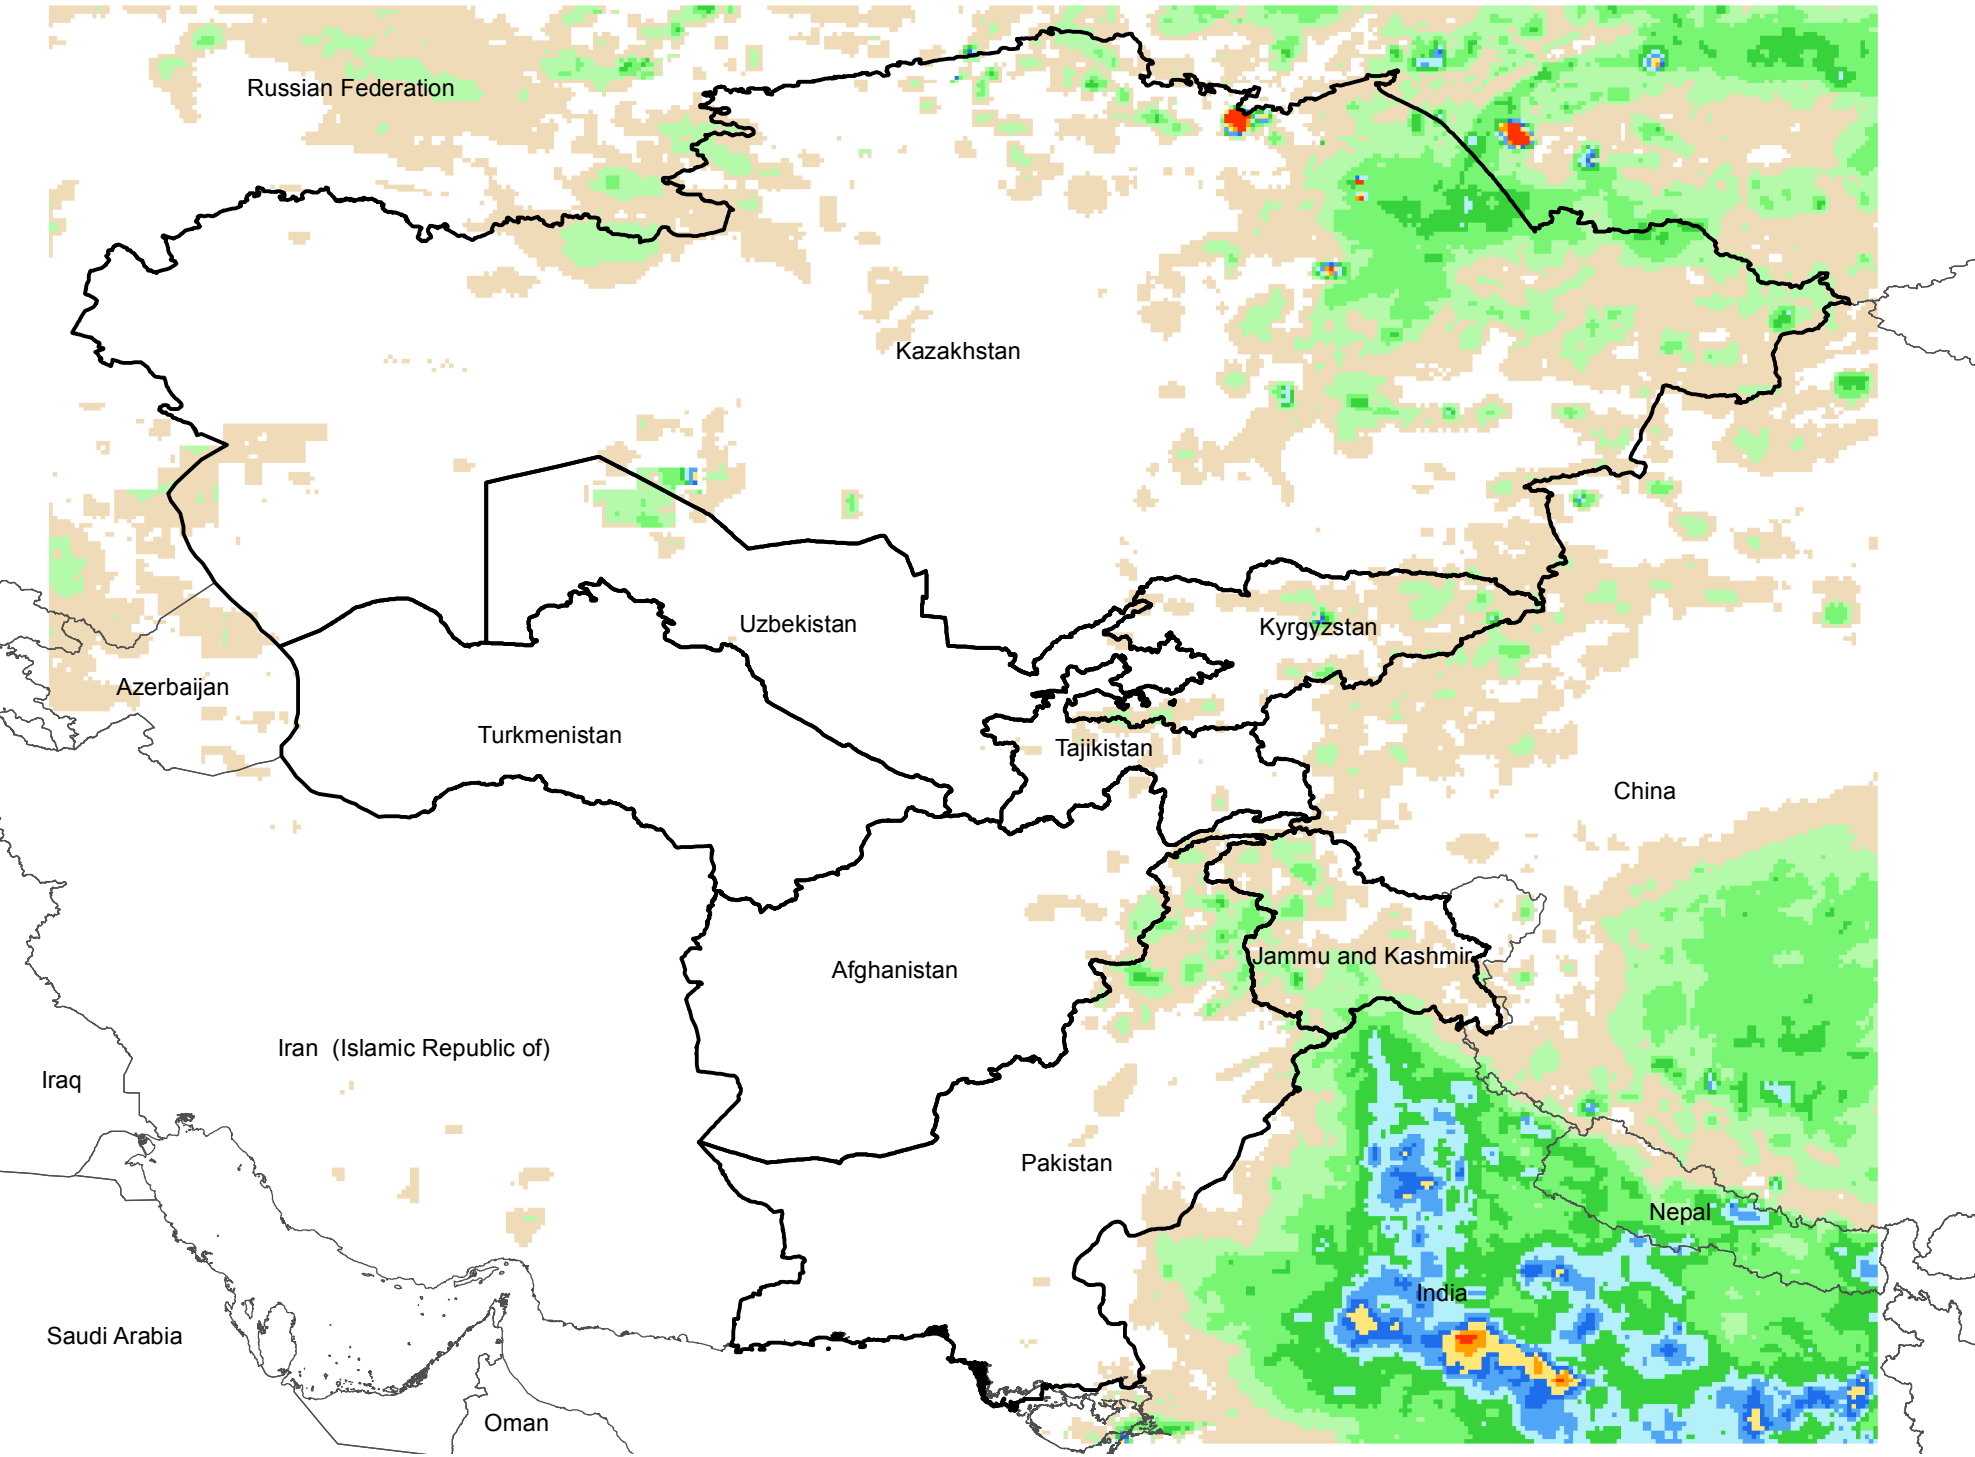 Russian Federation
Kazakhstan
Uzbekistan
Kyrgyzstan
Azerbaijan
Turkmenistan
Tajikistan
China
Jammu and Kashmir
Afghanistan
Iran  (Islamic Republic of)
Iraq
Pakistan
Nepal
India
Saudi Arabia
Oman